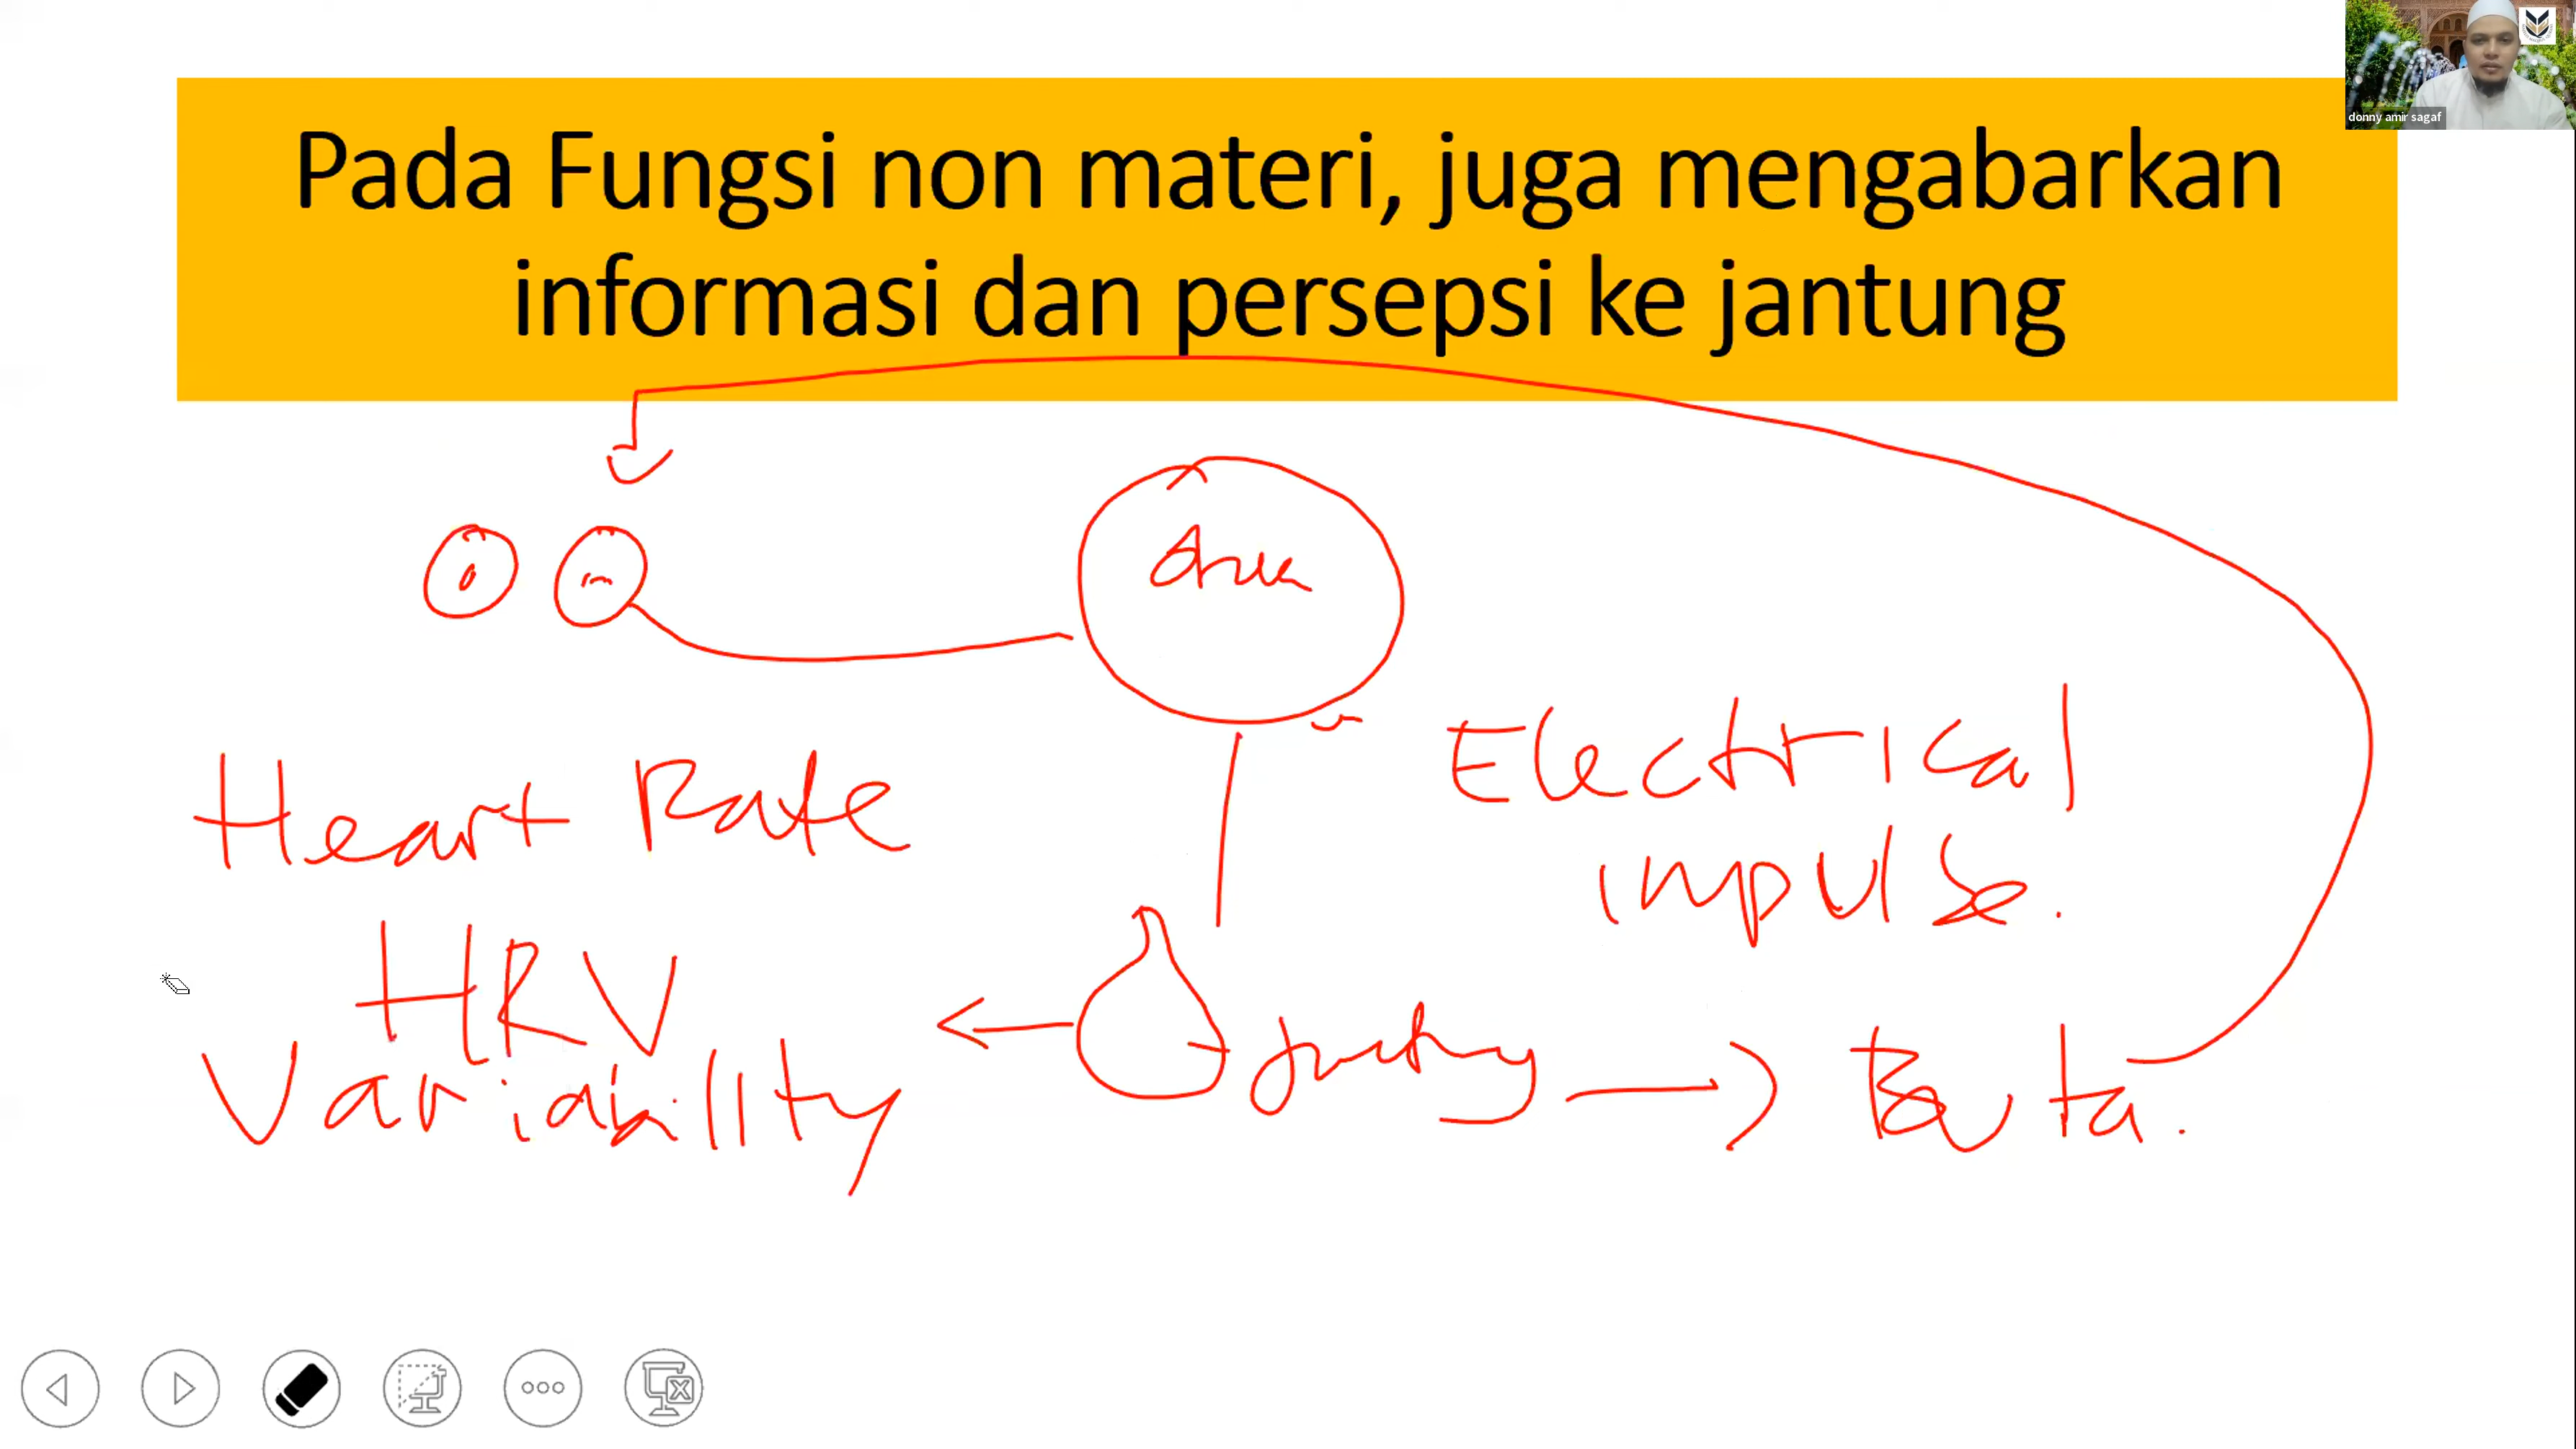 donny amir sagaf
Pada Fungsi non materi, juga mengabarkan
informasi dan persepsi ke jantung
Electrical
impulse.
Heart Rate
HRV
Variability
Buta.